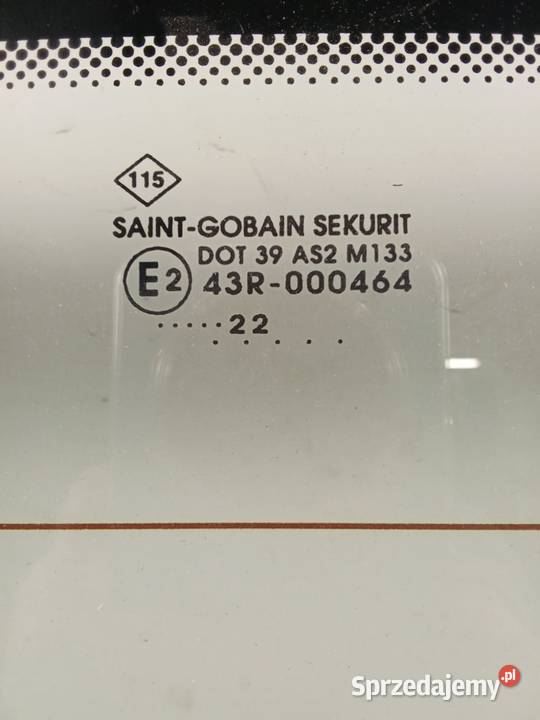 115
SAINT-GOBAIN SEKURIT
DOT 39 AS2 M133
E2 43R-000464
.....22
. . . . .
Sprzedajemy.pl